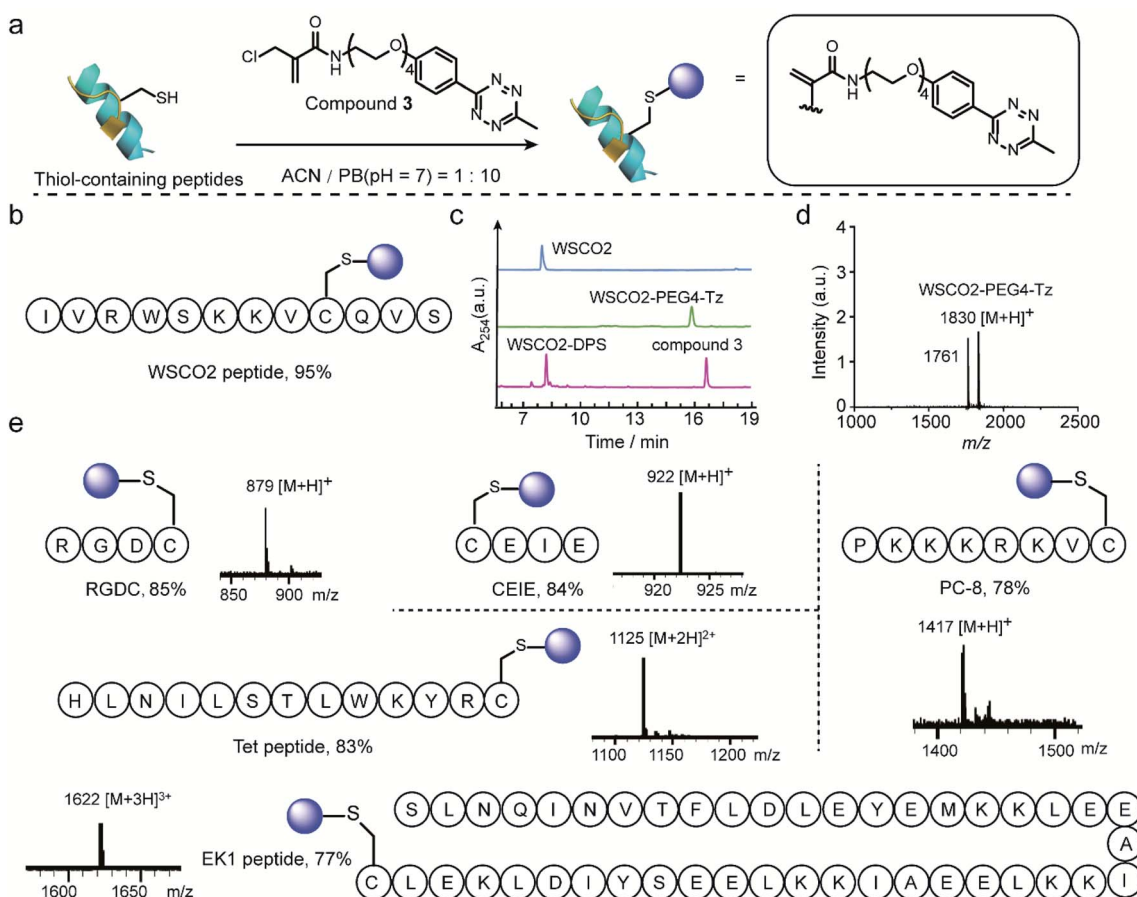 a
Cl
O
N
H
O
4
N
N
N
N
Compound 3
SH
S
=
O
N
H
O
4
N
N
N
N
Thiol-containing peptides
ACN / PB(pH = 7) = 1 : 10
b
S
I V R W S K K V C Q V S
WSCO2 peptide, 95%
c
A254(a.u.)
WSCO2
WSCO2-PEG4-Tz
WSCO2-DPS
compound 3
7 10 13 16 19
Time / min
d
Intensity (a.u.)
4
3
2
1
0
WSCO2-PEG4-Tz
1830 [M+H]+
1761
1000 1500 2000 2500
m/z
e
S
R G D C
RGDC, 85%
879 [M+H]+
850 900 m/z
S
C E I E
CEIE, 84%
922 [M+H]+
920 925 m/z
S
P K K K R K V C
PC-8, 78%
1417 [M+H]+
1400 1500 m/z
S
H L N I L S T L W K Y R C
Tet peptide, 83%
1125 [M+2H]2+
1100 1150 1200 m/z
1622 [M+3H]3+
1600 1650 m/z
S
EK1 peptide, 77%
S L N Q I N V T F L D L E Y E M K K L E E
A
C L E K L D I Y S E E L K K I A E E L K K I